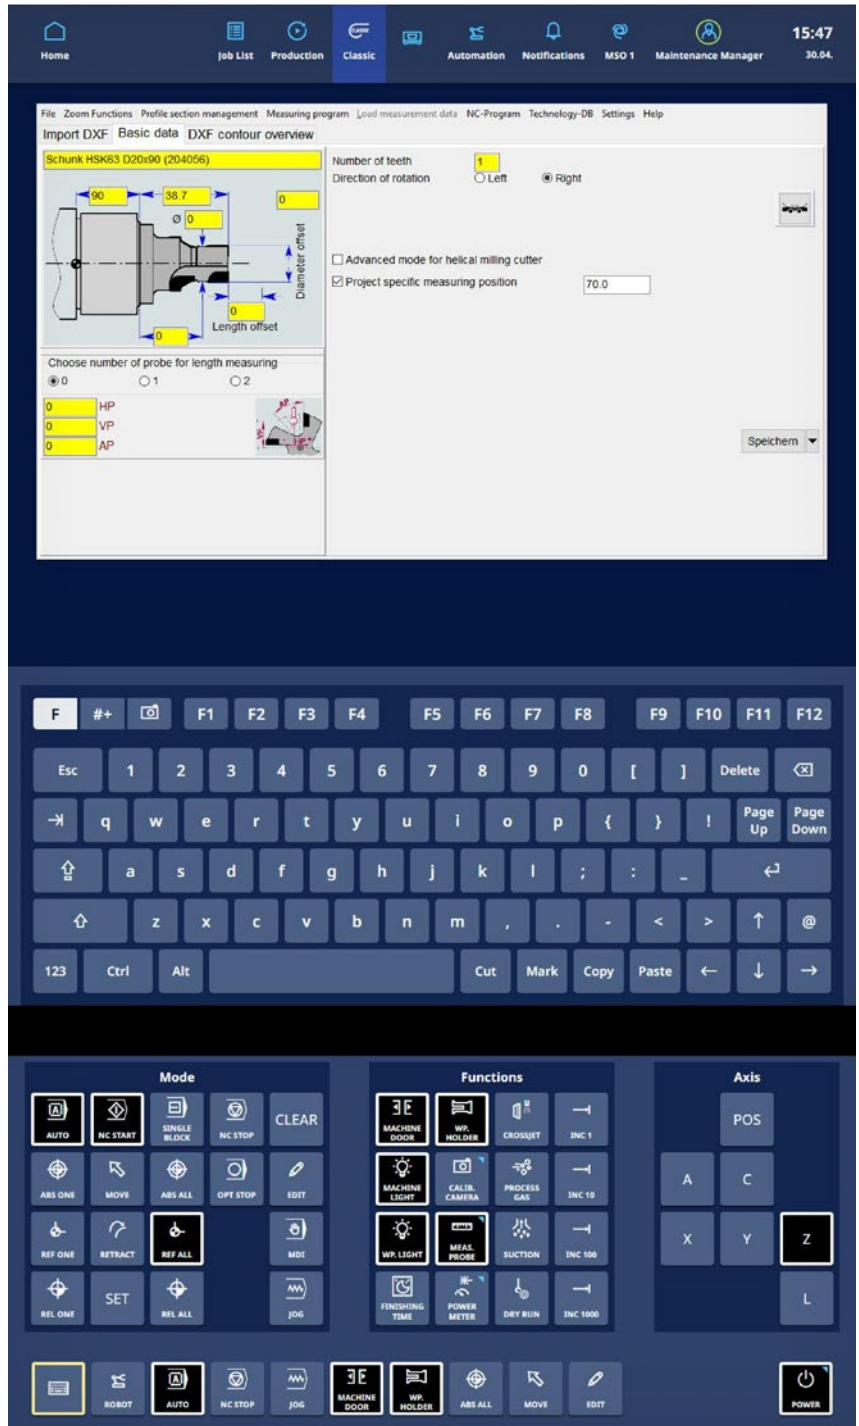 15:47
Home Job List Production Classic Automation Notifications MSO 1 Maintenance Manager 30.04.
CLASSIC
File Zoom Functions Profile section management Measuring program Load measurement data NC-Program Technology-DB Settings Help
Import DXF Basic data DXF contour overview
Schunk HSK63 D20x90 (204056)
90 38.7 0
Ø 0
Diameter offset
0
Length offset
0
Choose number of probe for length measuring
0 1 2
0 HP
0 VP
0 AP
AP
VP
HP
Number of teeth 1
Direction of rotation Left Right
Advanced mode for helical milling cutter
Project specific measuring position 70.0
Speichern
F #+ F1 F2 F3 F4 F5 F6 F7 F8 F9 F10 F11 F12
Esc 1 2 3 4 5 6 7 8 9 0 [ ] Delete
q w e r t y u i o p { } ! Page Up Page Down
a s d f g h j k l ; : _
z x c v b n m , . - < > @
123 Ctrl Alt Cut Mark Copy Paste
Mode
AUTO NC START SINGLE BLOCK NC STOP CLEAR
ABS ONE MOVE ABS ALL OPT STOP EDIT
REF ONE RETRACT REF ALL MDI
REL ONE SET REL ALL JOG
Functions
MACHINE DOOR WP. HOLDER CROSSJET INC 1
MACHINE LIGHT CALIB. CAMERA PROCESS GAS INC 10
WP. LIGHT MEAS. PROBE SUCTION INC 100
FINISHING TIME POWER METER DRY RUN INC 1000
Axis
POS
A C
X Y Z
L
ROBOT AUTO NC STOP JOG MACHINE DOOR WP. HOLDER ABS ALL MOVE EDIT POWER